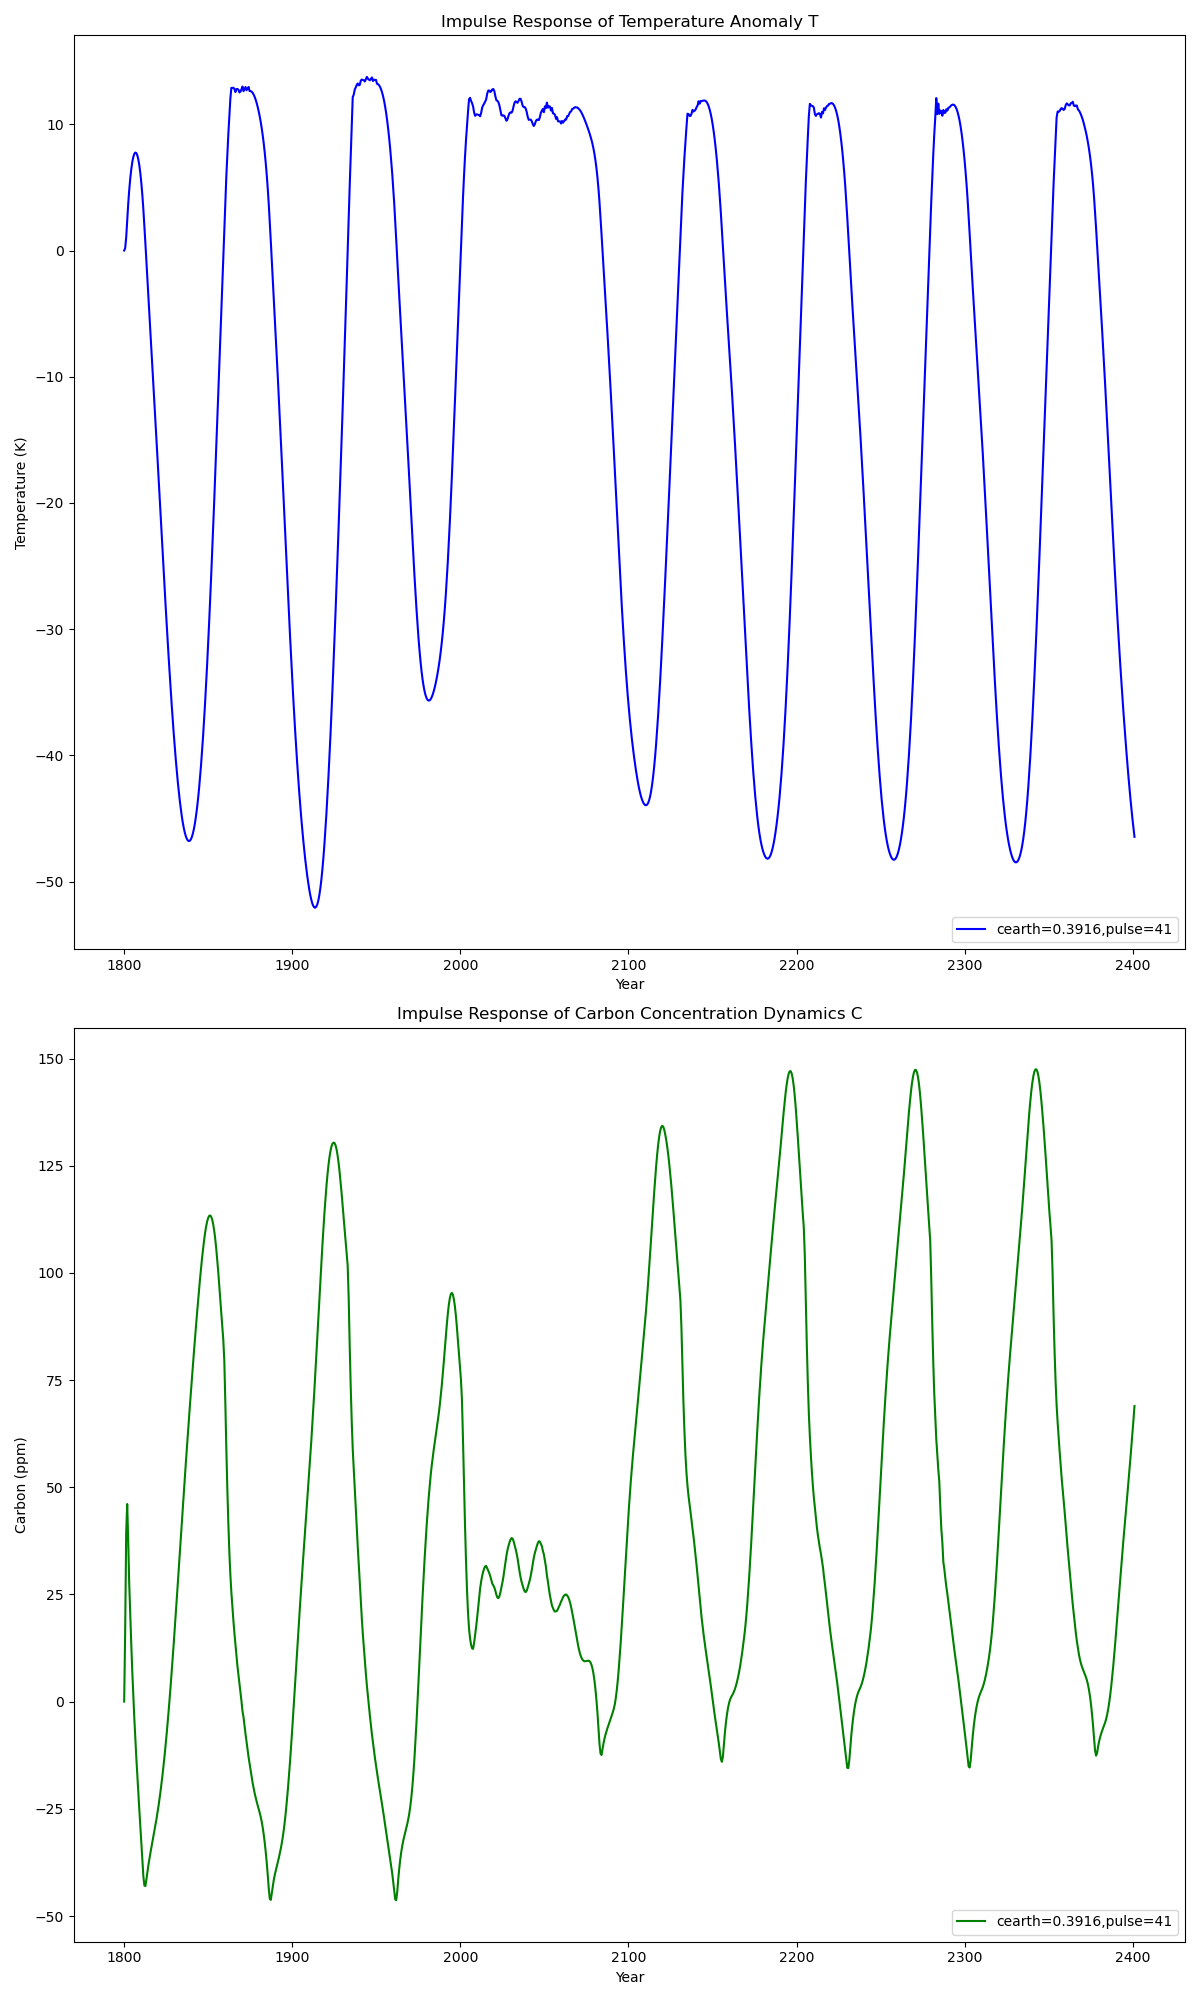 Impulse Response of Temperature Anomaly T
Temperature (K)
10
0
−10
−20
−30
−40
−50
cearth=0.3916,pulse=41
1800 1900 2000 2100 2200 2300 2400
Year
Impulse Response of Carbon Concentration Dynamics C
Carbon (ppm)
150
125
100
75
50
25
0
−25
−50
cearth=0.3916,pulse=41
1800 1900 2000 2100 2200 2300 2400
Year